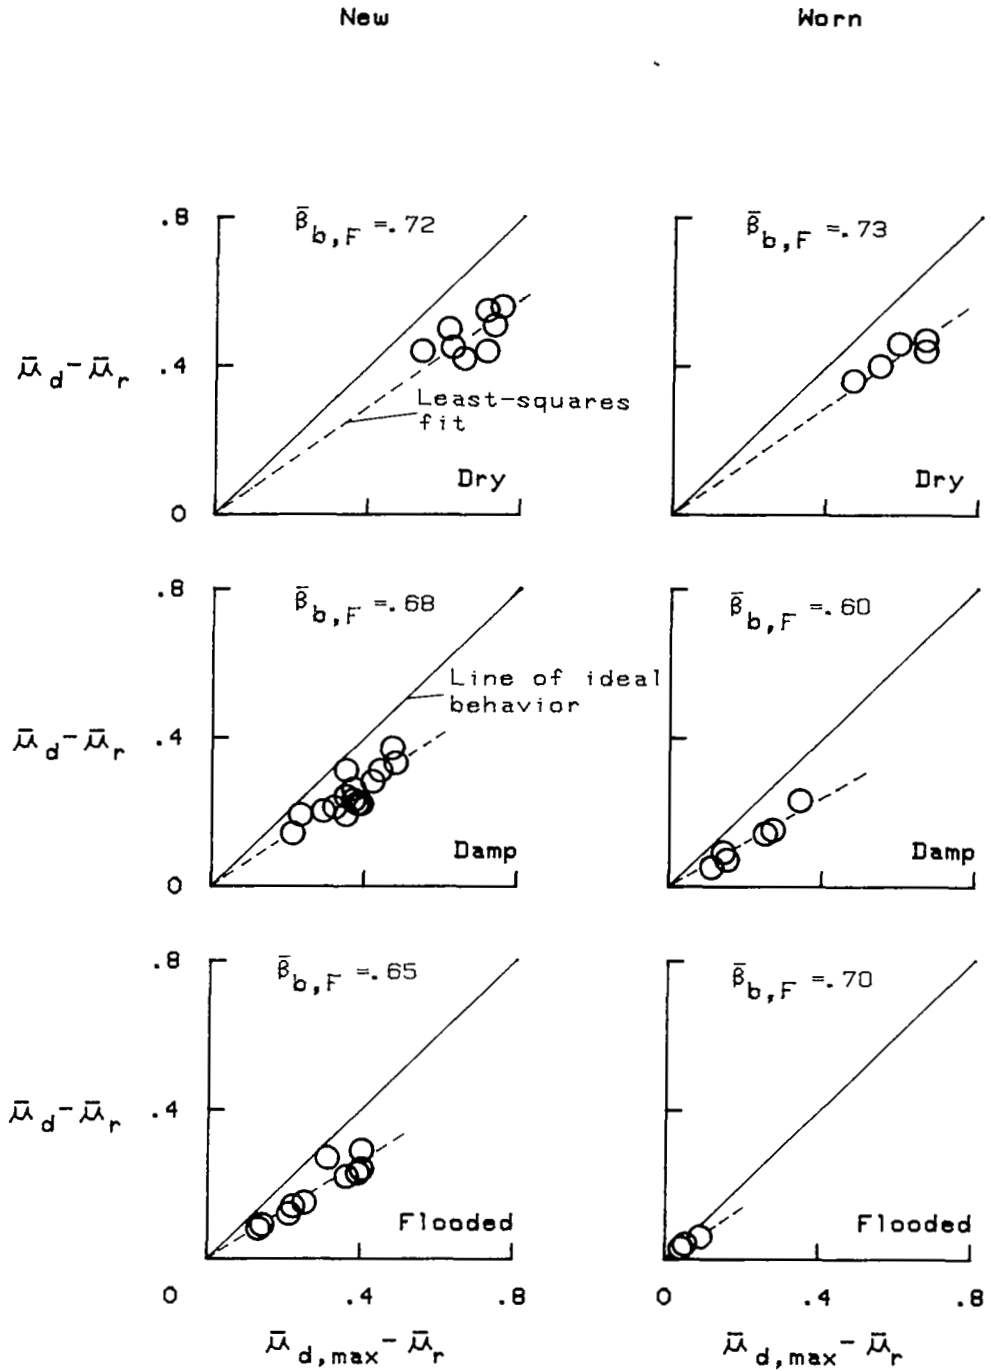 New Worn
.8 β̄b,F =.72 β̄b,F =.73
μ̄d-μ̄r .4
Least-squares
fit
Dry Dry
0
.8 β̄b,F =.68 β̄b,F =.60
Line of ideal
behavior
μ̄d-μ̄r .4
Damp Damp
0
.8 β̄b,F =.65 β̄b,F =.70
μ̄d-μ̄r .4
Flooded Flooded
0 .4 .8 0 .4 .8
μ̄d,max-μ̄r μ̄d,max-μ̄r